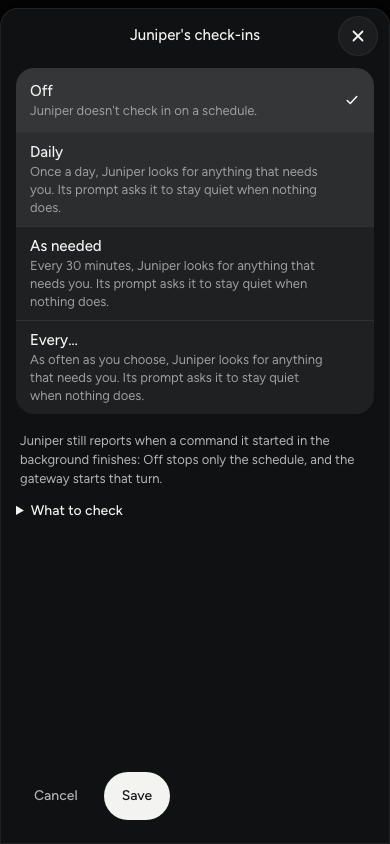 Juniper's check-ins
Off
Juniper doesn't check in on a schedule.
Daily
Once a day, Juniper looks for anything that needs
you. Its prompt asks it to stay quiet when nothing
does.
As needed
Every 30 minutes, Juniper looks for anything that
needs you. Its prompt asks it to stay quiet when
nothing does.
Every...
As often as you choose, Juniper looks for anything
that needs you. Its prompt asks it to stay quiet
when nothing does.
Juniper still reports when a command it started in the
background finishes: Off stops only the schedule, and the
gateway starts that turn.
What to check
Cancel
Save